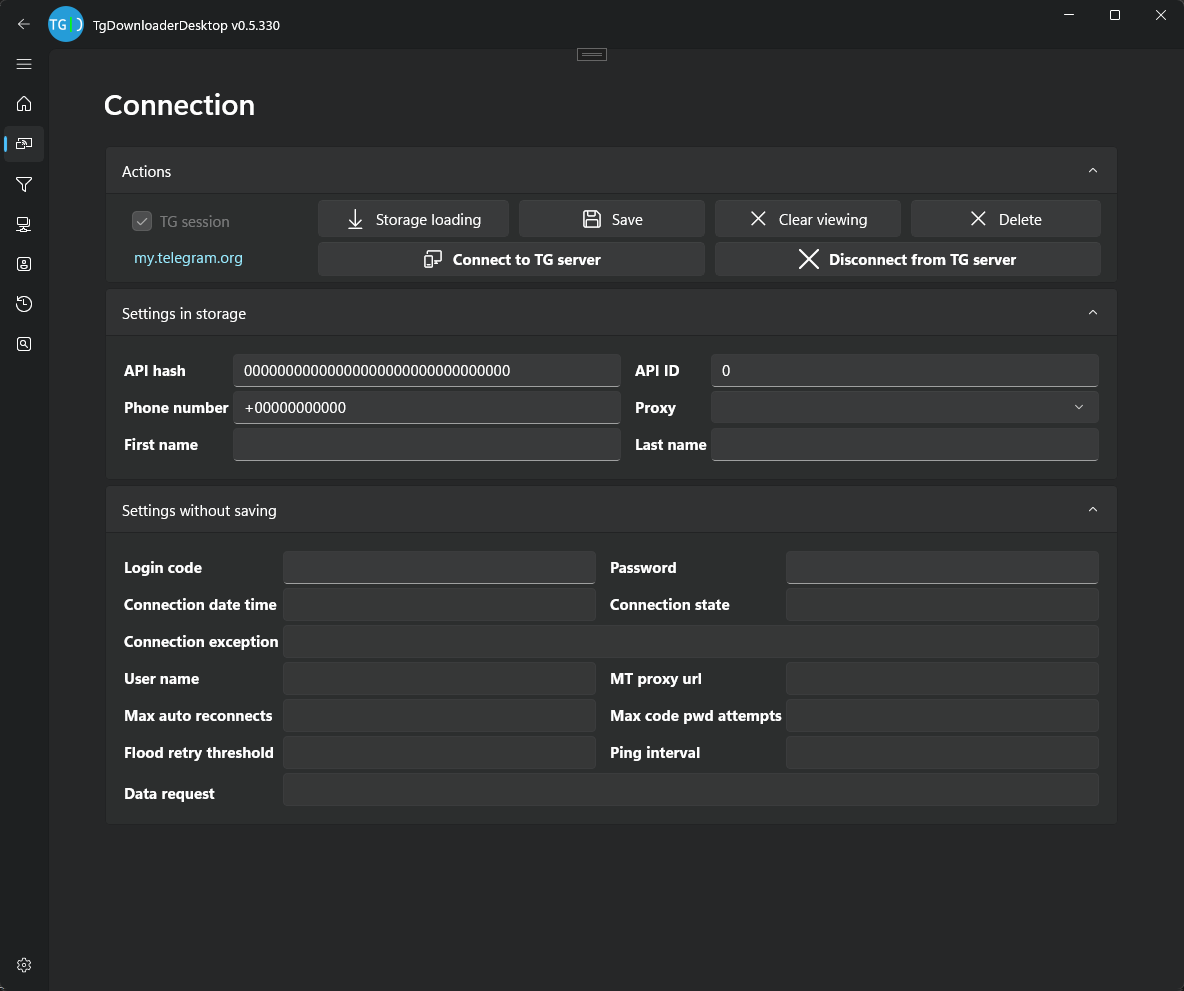 TG
TgDownloaderDesktop v0.5.330
Connection
Actions
TG session
Storage loading
Save
Clear viewing
Delete
my.telegram.org
Connect to TG server
Disconnect from TG server
Settings in storage
API hash 00000000000000000000000000000000 API ID 0
Phone number +00000000000 Proxy
First name Last name
Settings without saving
Login code Password
Connection date time Connection state
Connection exception
User name MT proxy url
Max auto reconnects Max code pwd attempts
Flood retry threshold Ping interval
Data request